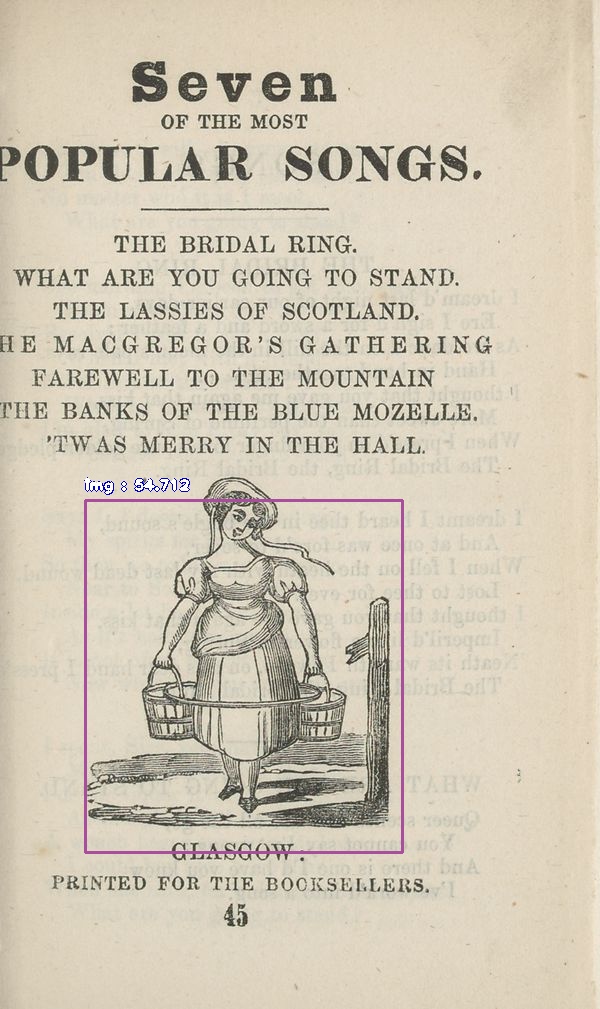 Seven
OF THE MOST
POPULAR SONGS.
THE BRIDAL RING.
WHAT ARE YOU GOING TO STAND.
THE LASSIES OF SCOTLAND.
HE MACGREGOR'S GATHERING
FAREWELL TO THE MOUNTAIN
THE BANKS OF THE BLUE MOZELLE.
'TWAS MERRY IN THE HALL.
img : 54.712
GLASGOW:
PRINTED FOR THE BOOKSELLERS.
45